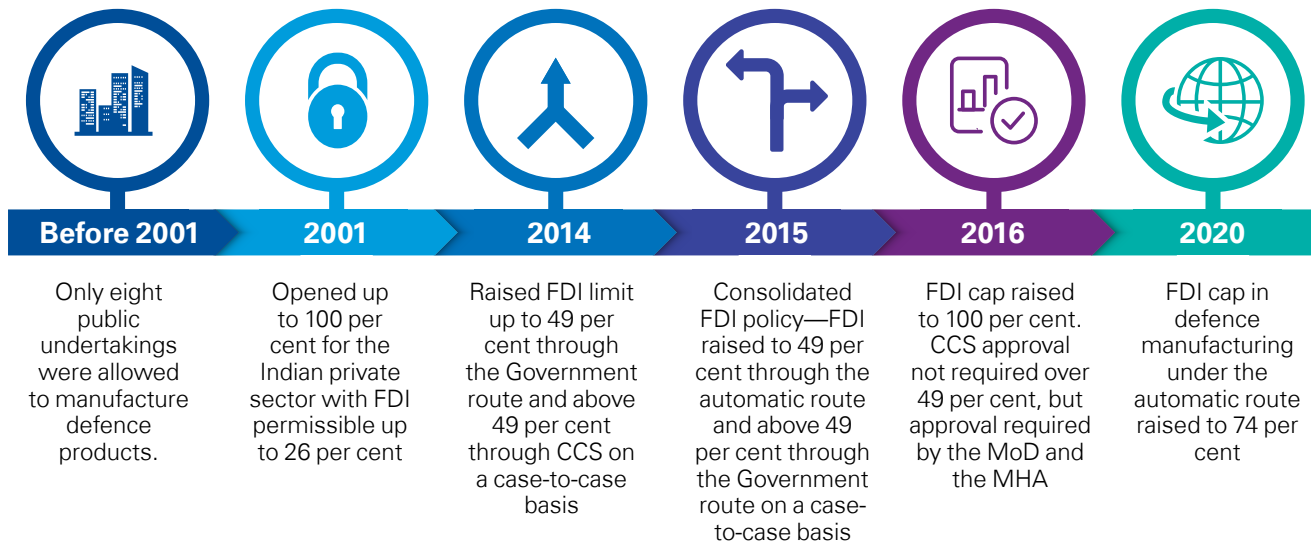 Before 2001
Only eight
public
undertakings
were allowed
to manufacture
defence
products.
2001
Opened up
to 100 per
cent for the
Indian private
sector with FDI
permissible up
to 26 per cent
2014
Raised FDI limit
up to 49 per
cent through
the Government
route and above
49 per cent
through CCS on
a case-to-case
basis
2015
Consolidated
FDI policy—FDI
raised to 49 per
cent through the
automatic route
and above 49
per cent through
the Government
route on a case-
to-case basis
2016
FDI cap raised
to 100 per cent.
CCS approval
not required over
49 per cent, but
approval required
by the MoD and
the MHA
2020
FDI cap in
defence
manufacturing
under the
automatic route
raised to 74 per
cent